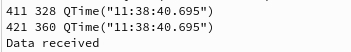 411 328 QTime("11:38:40.695")
421 360 QTime("11:38:40.695")
Data received